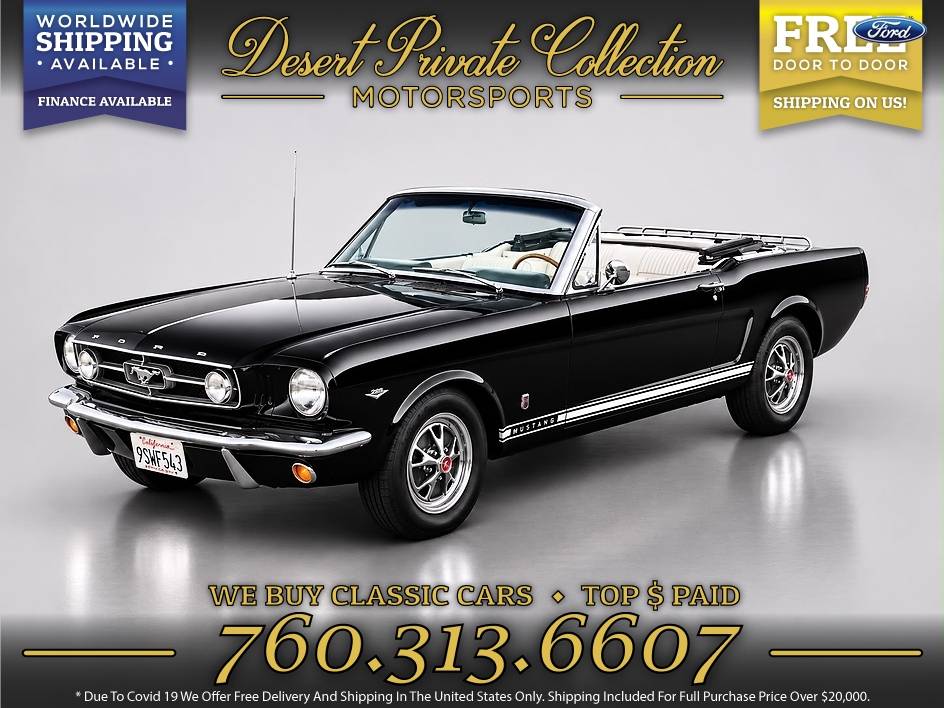 WORLDWIDE
SHIPPING
• AVAILABLE •
FINANCE AVAILABLE
Desert Private Collection
MOTORSPORTS
FREE
Ford
DOOR TO DOOR
SHIPPING ON US!
FORD
MUSTANG
California
9SWF543
WE BUY CLASSIC CARS ◆ TOP $ PAID
760.313.6607
* Due To Covid 19 We Offer Free Delivery And Shipping In The United States Only. Shipping Included For Full Purchase Price Over $20,000.